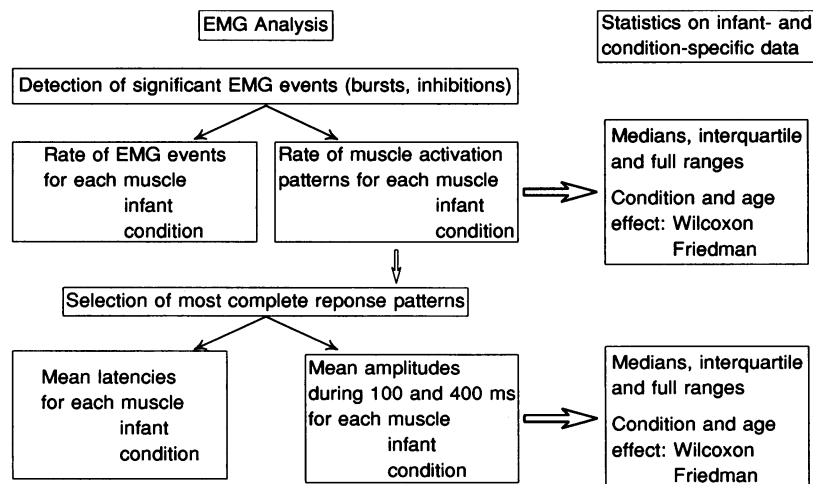 EMG Analysis
Statistics on infant- and
condition-specific data
Detection of significant EMG events (bursts, inhibitions)
Rate of EMG events
for each muscle
infant
condition
Rate of muscle activation
patterns for each muscle
infant
condition
Medians, interquartile
and full ranges
Condition and age
effect: Wilcoxon
Friedman
Selection of most complete reponse patterns
Mean latencies
for each muscle
infant
condition
Mean amplitudes
during 100 and 400 ms
for each muscle
infant
condition
Medians, interquartile
and full ranges
Condition and age
effect: Wilcoxon
Friedman